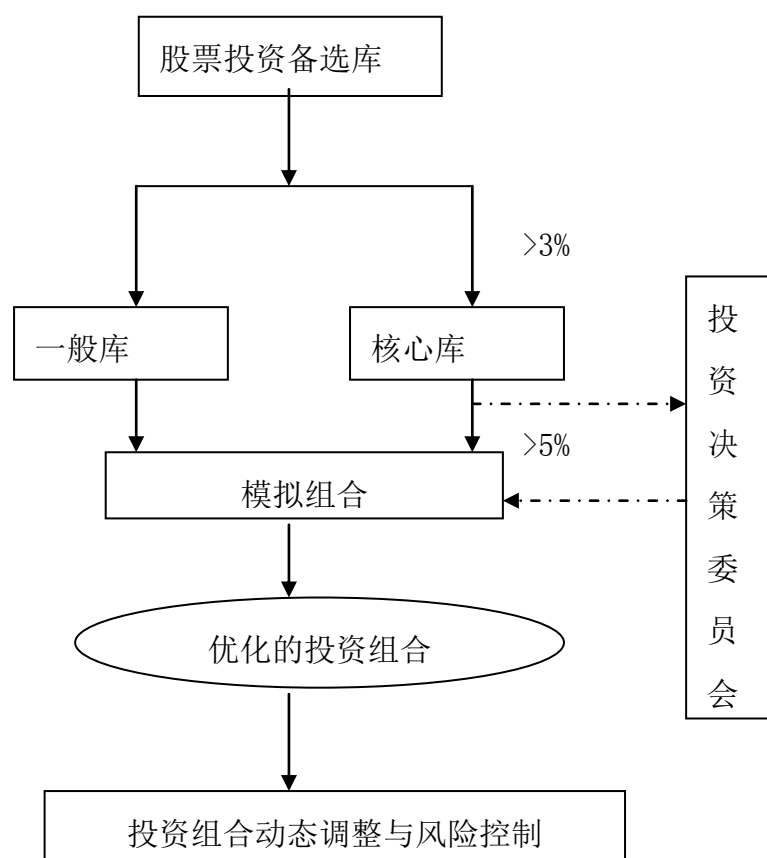 股票投资备选库
>3%
一般库
核心库
投资决策委员会
>5%
模拟组合
优化的投资组合
投资组合动态调整与风险控制